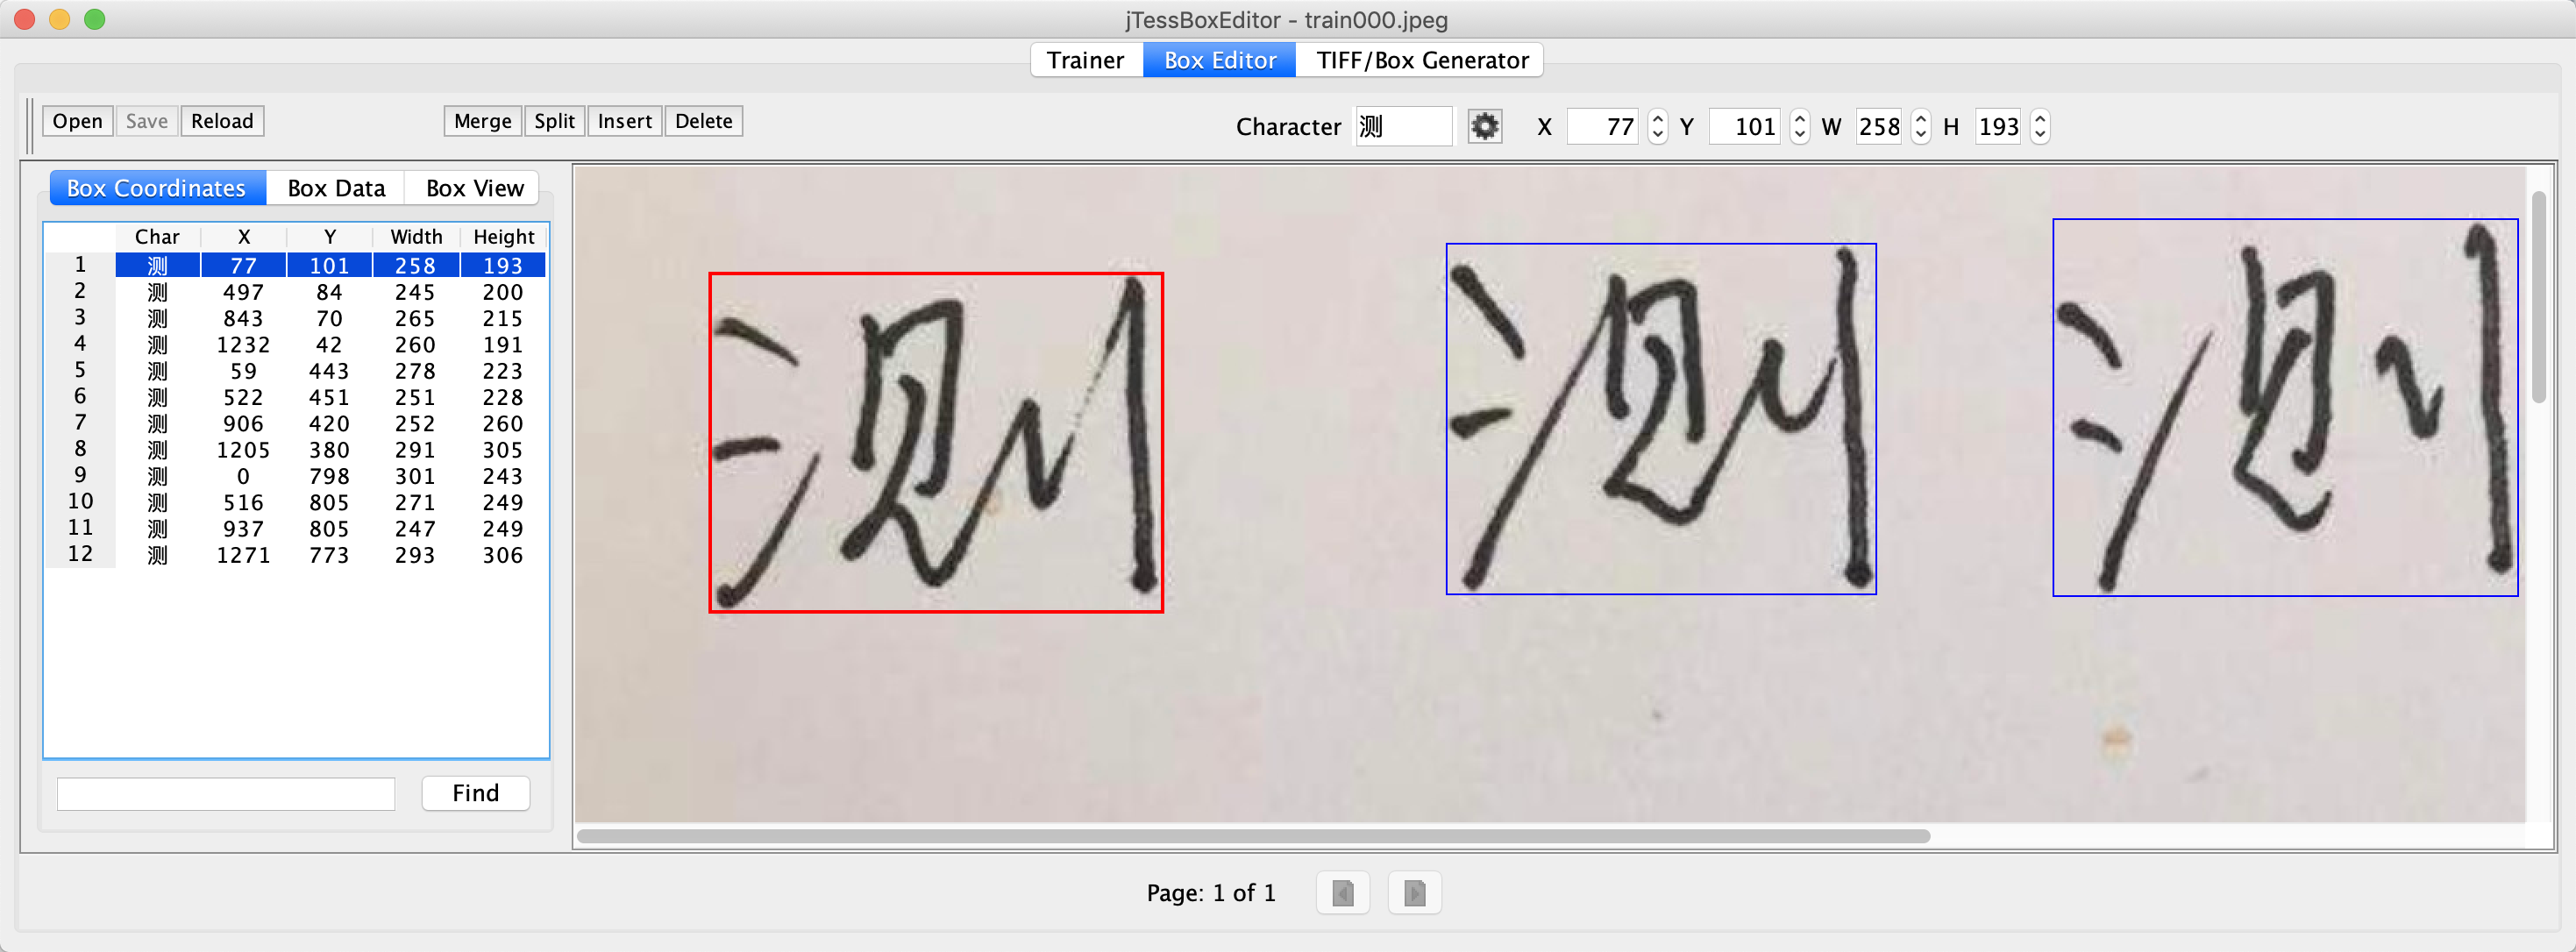 jTessBoxEditor - train000.jpeg
Trainer Box Editor TIFF/Box Generator
Open Save Reload Merge Split Insert Delete Character 测 X 77 Y 101 W 258 H 193
Box Coordinates Box Data Box View
Char X Y Width Height
1 测 77 101 258 193
2 测 497 84 245 200
3 测 843 70 265 215
4 测 1232 42 260 191
5 测 59 443 278 223
6 测 522 451 251 228
7 测 906 420 252 260
8 测 1205 380 291 305
9 测 0 798 301 243
10 测 516 805 271 249
11 测 937 805 247 249
12 测 1271 773 293 306
Find
测 测 测
Page: 1 of 1